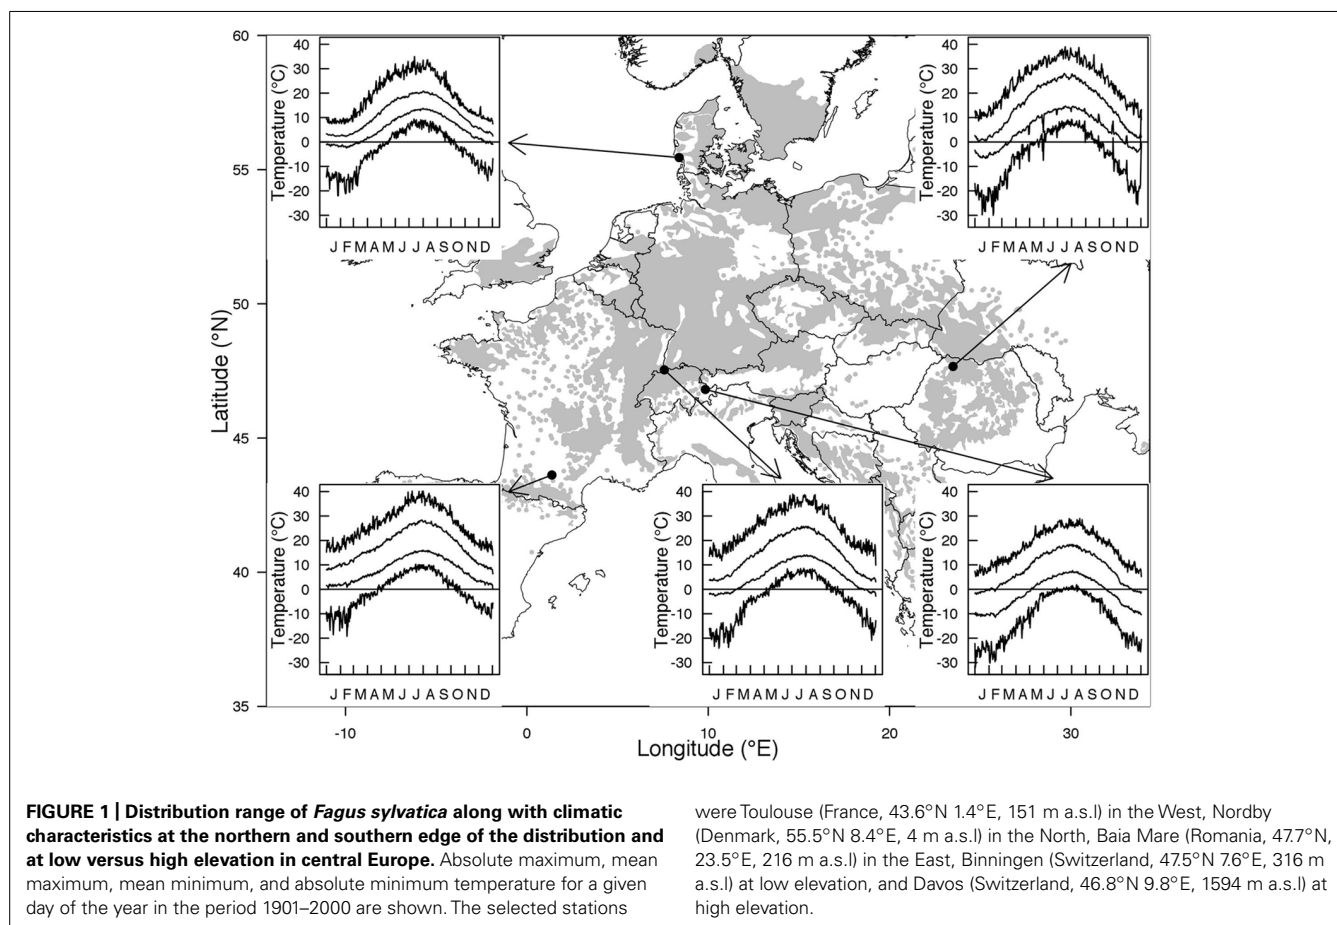 60
55
50
45
40
35
Latitude (°N)
-10
0
10
20
30
Longitude (°E)
Temperature (°C)
40
30
20
10
0
-10
-20
-30
J F M A M J J A S O N D
Temperature (°C)
40
30
20
10
0
-10
-20
-30
J F M A M J J A S O N D
Temperature (°C)
40
30
20
10
0
-10
-20
-30
J F M A M J J A S O N D
Temperature (°C)
40
30
20
10
0
-10
-20
-30
J F M A M J J A S O N D
Temperature (°C)
40
30
20
10
0
-10
-20
-30
J F M A M J J A S O N D
FIGURE 1 | Distribution range of Fagus sylvatica along with climatic
characteristics at the northern and southern edge of the distribution and
at low versus high elevation in central Europe. Absolute maximum, mean
maximum, mean minimum, and absolute minimum temperature for a given
day of the year in the period 1901–2000 are shown. The selected stations
were Toulouse (France, 43.6°N 1.4°E, 151 m a.s.l) in the West, Nordby
(Denmark, 55.5°N 8.4°E, 4 m a.s.l) in the North, Baia Mare (Romania, 47.7°N,
23.5°E, 216 m a.s.l) in the East, Binningen (Switzerland, 47.5°N 7.6°E, 316 m
a.s.l) at low elevation, and Davos (Switzerland, 46.8°N 9.8°E, 1594 m a.s.l) at
high elevation.